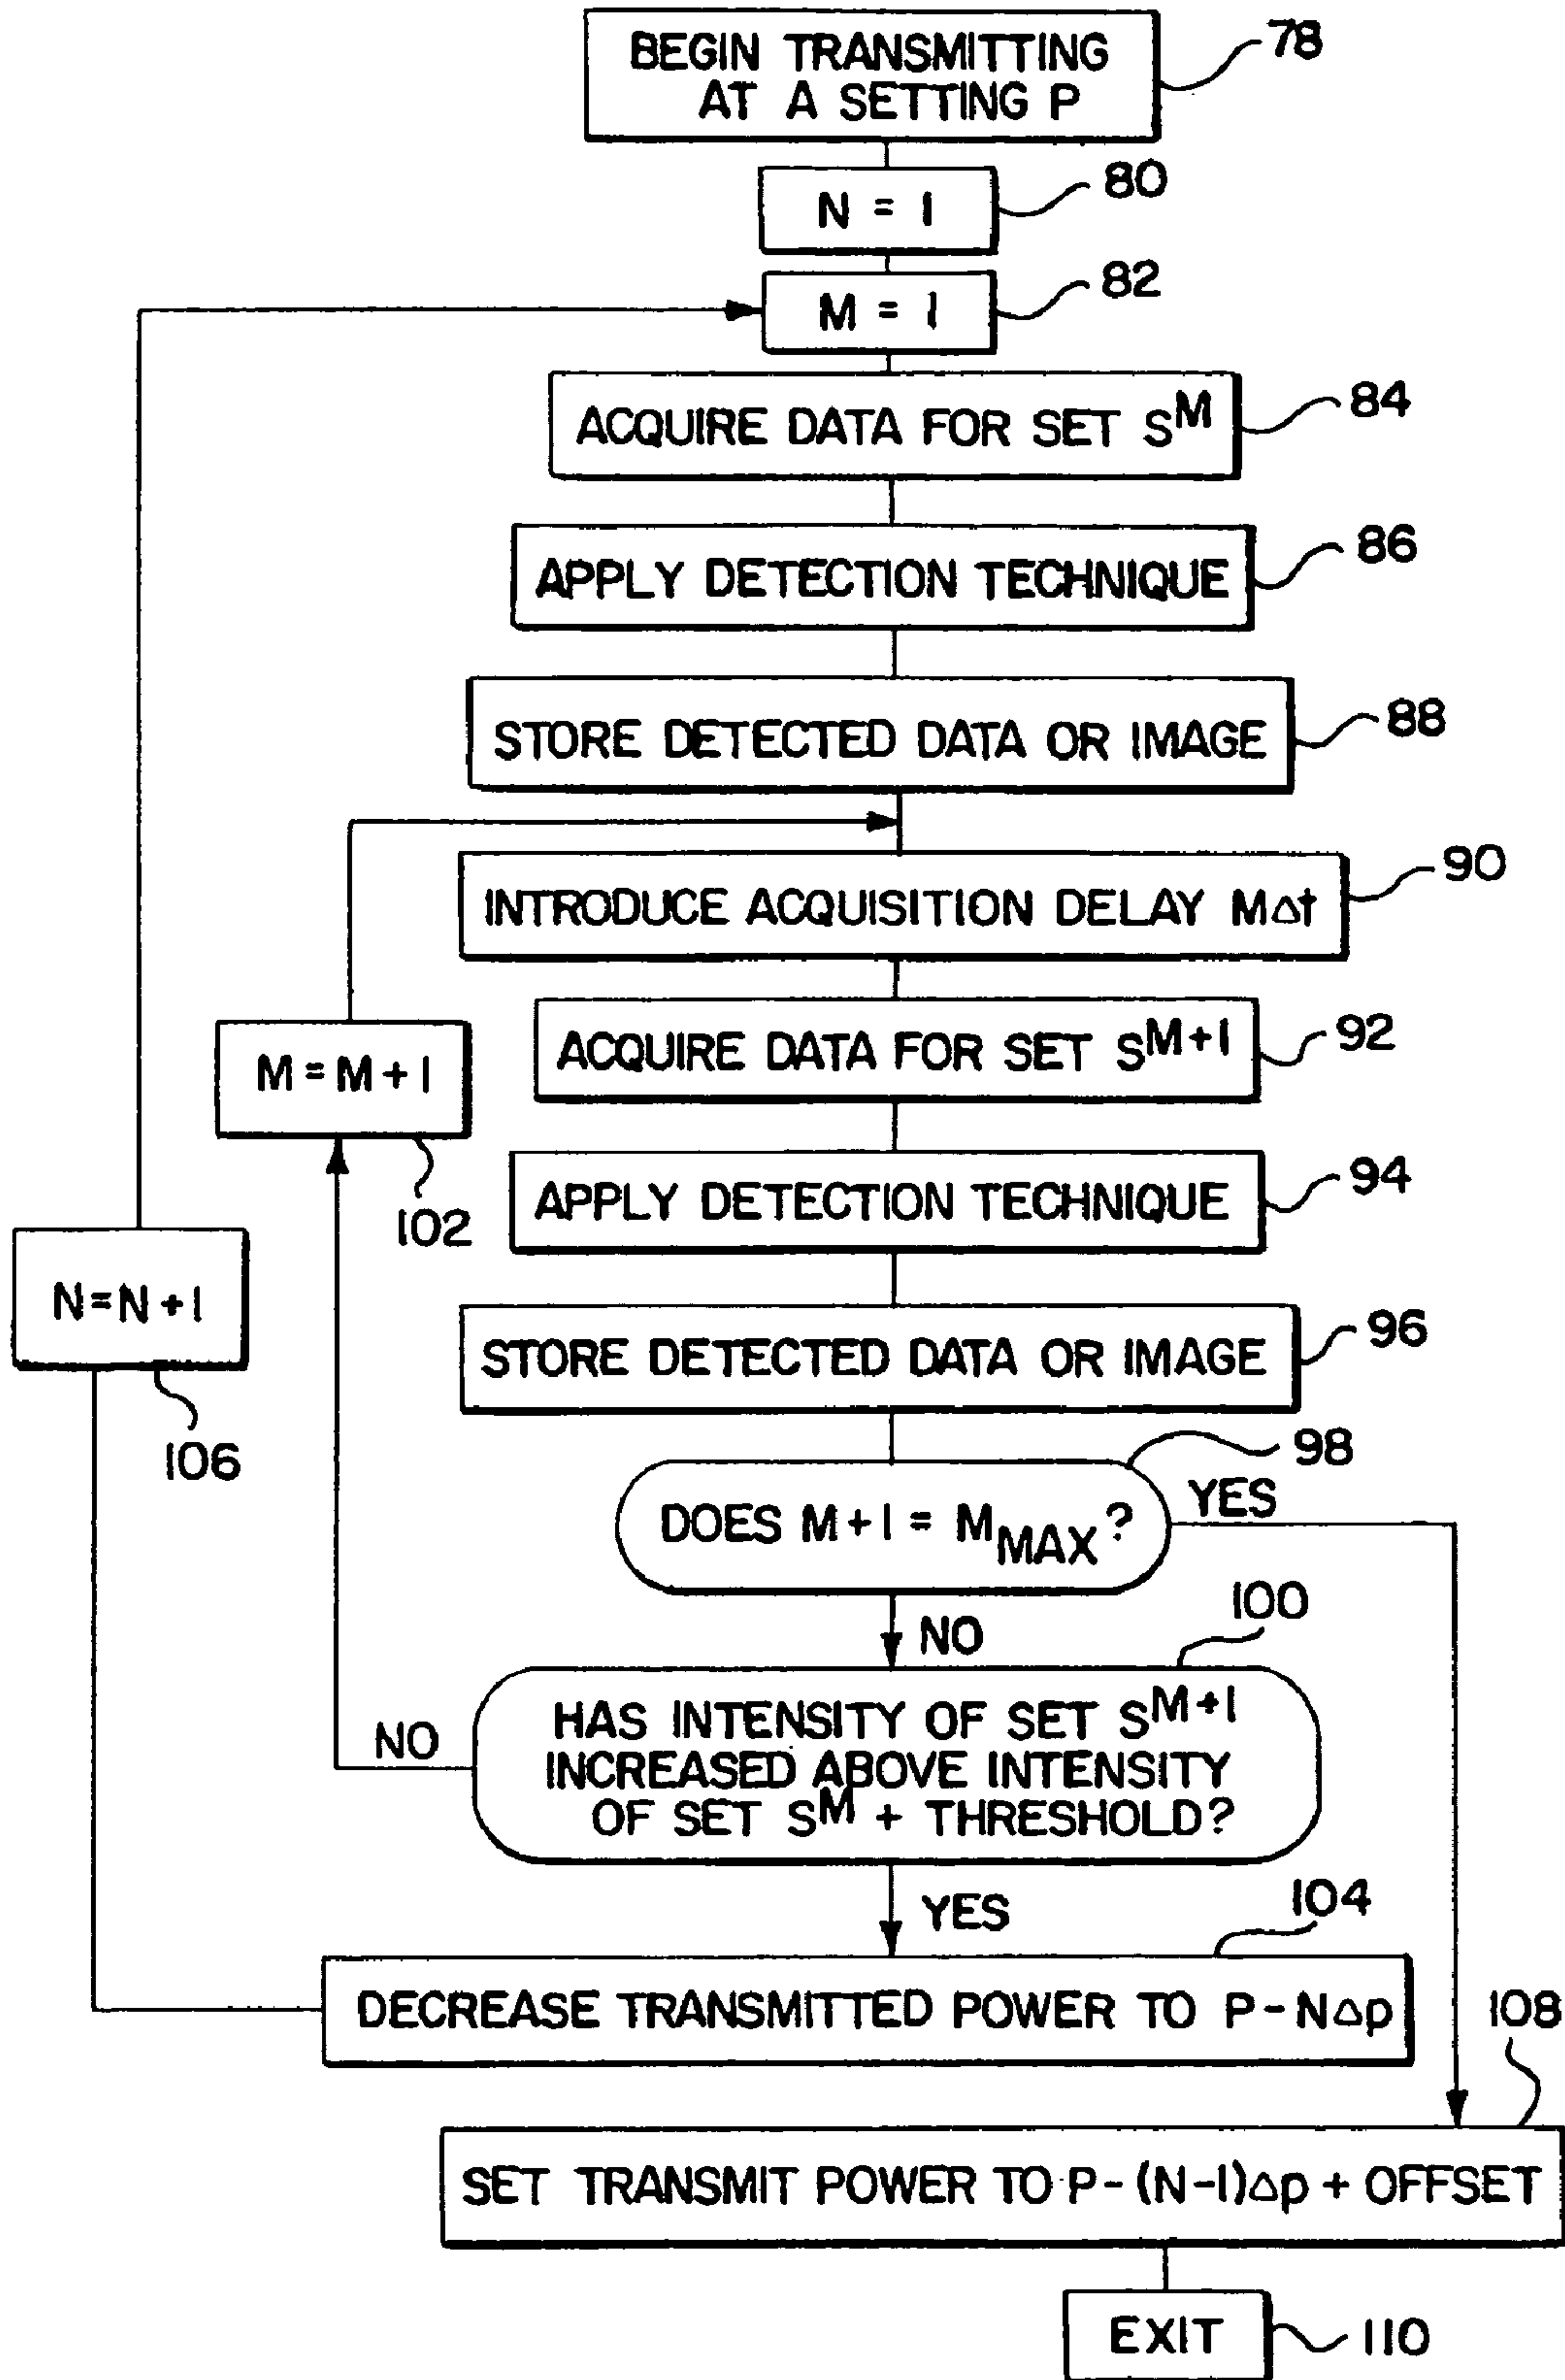 BEGIN TRANSMITTING
AT A SETTING P
78
N = 1
80
M = 1
82
ACQUIRE DATA FOR SET S^M
84
APPLY DETECTION TECHNIQUE
86
STORE DETECTED DATA OR IMAGE
88
INTRODUCE ACQUISITION DELAY M∆t
90
ACQUIRE DATA FOR SET S^M+1
92
M = M + 1
102
APPLY DETECTION TECHNIQUE
94
N=N+1
106
STORE DETECTED DATA OR IMAGE
96
DOES M+1 = M_MAX?
98
YES
NO
HAS INTENSITY OF SET S^M+1
INCREASED ABOVE INTENSITY
OF SET S^M + THRESHOLD?
100
NO
YES
DECREASE TRANSMITTED POWER TO P-N∆p
104
SET TRANSMIT POWER TO P-(N-1)∆p + OFFSET
108
EXIT
110